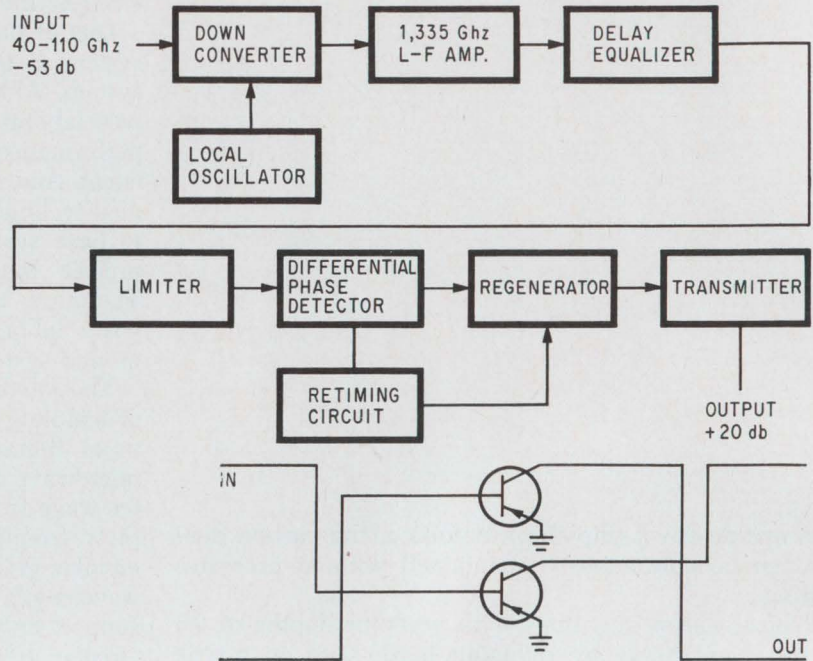 INPUT
40-110 Ghz
-53 db
DOWN
CONVERTER
1,335 Ghz
L-F AMP.
DELAY
EQUALIZER
LOCAL
OSCILLATOR
LIMITER
DIFFERENTIAL
PHASE
DETECTOR
REGENERATOR
TRANSMITTER
RETIMING
CIRCUIT
OUTPUT
+20 db
IN
OUT